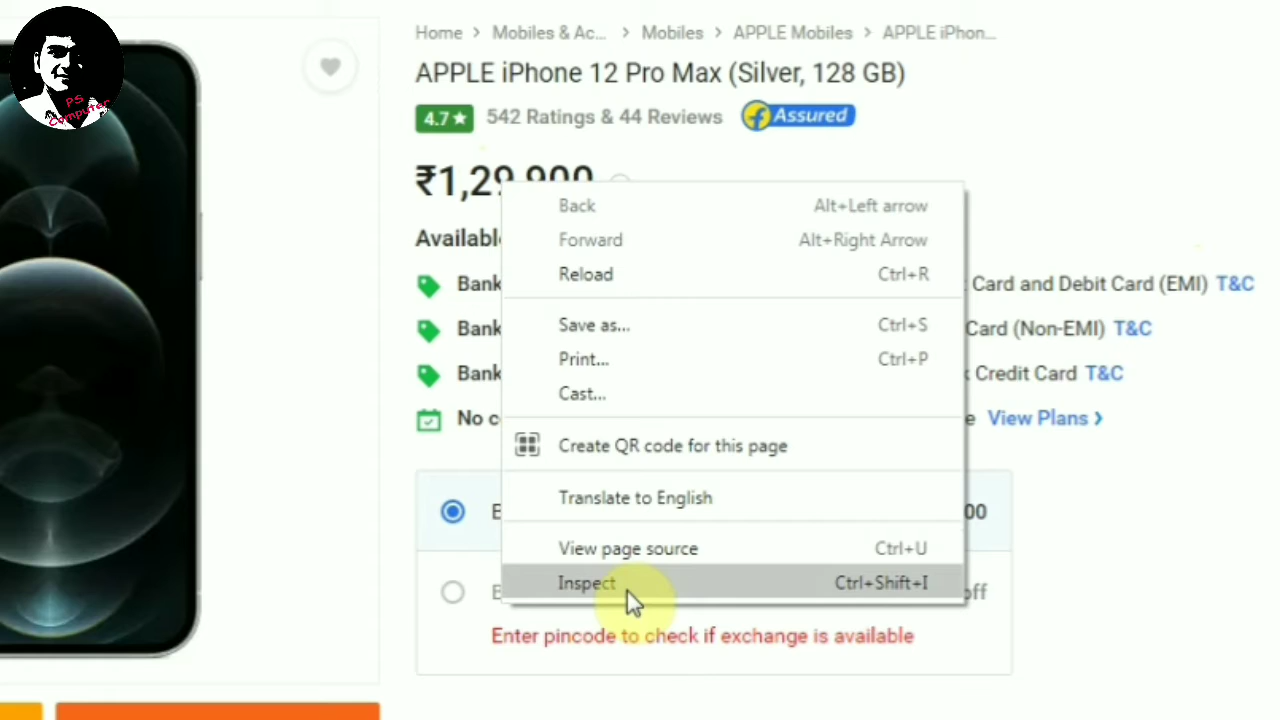 PS
Computer
Home > Mobiles & Ac... > Mobiles > APPLE Mobiles > APPLE iPhon...
APPLE iPhone 12 Pro Max (Silver, 128 GB)
4.7★ 542 Ratings & 44 Reviews f Assured
₹1,29,900
Back Alt+Left arrow
Forward Alt+Right Arrow
Reload Ctrl+R
Save as... Ctrl+S
Print... Ctrl+P
Cast...
Create QR code for this page
Translate to English
View page source Ctrl+U
Inspect Ctrl+Shift+I
Bank
Card and Debit Card (EMI) T&C
Bank
Card (Non-EMI) T&C
Bank
Credit Card T&C
No
View Plans >
00
Enter pincode to check if exchange is available